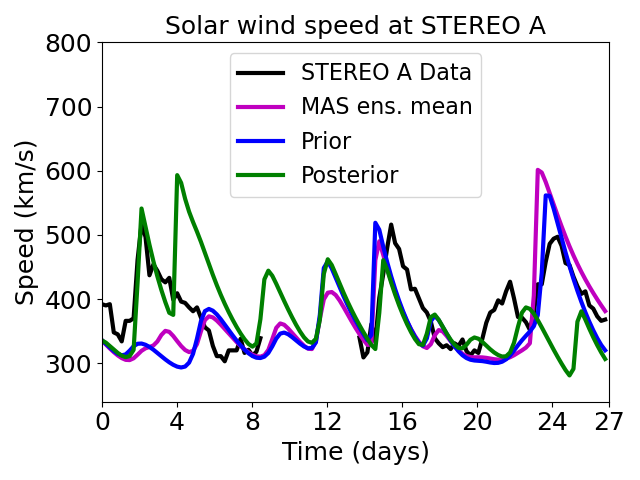 Solar wind speed at STEREO A
800
700
600
500
400
300
Speed (km/s)
STEREO A Data
MAS ens. mean
Prior
Posterior
0 4 8 12 16 20 24 27
Time (days)